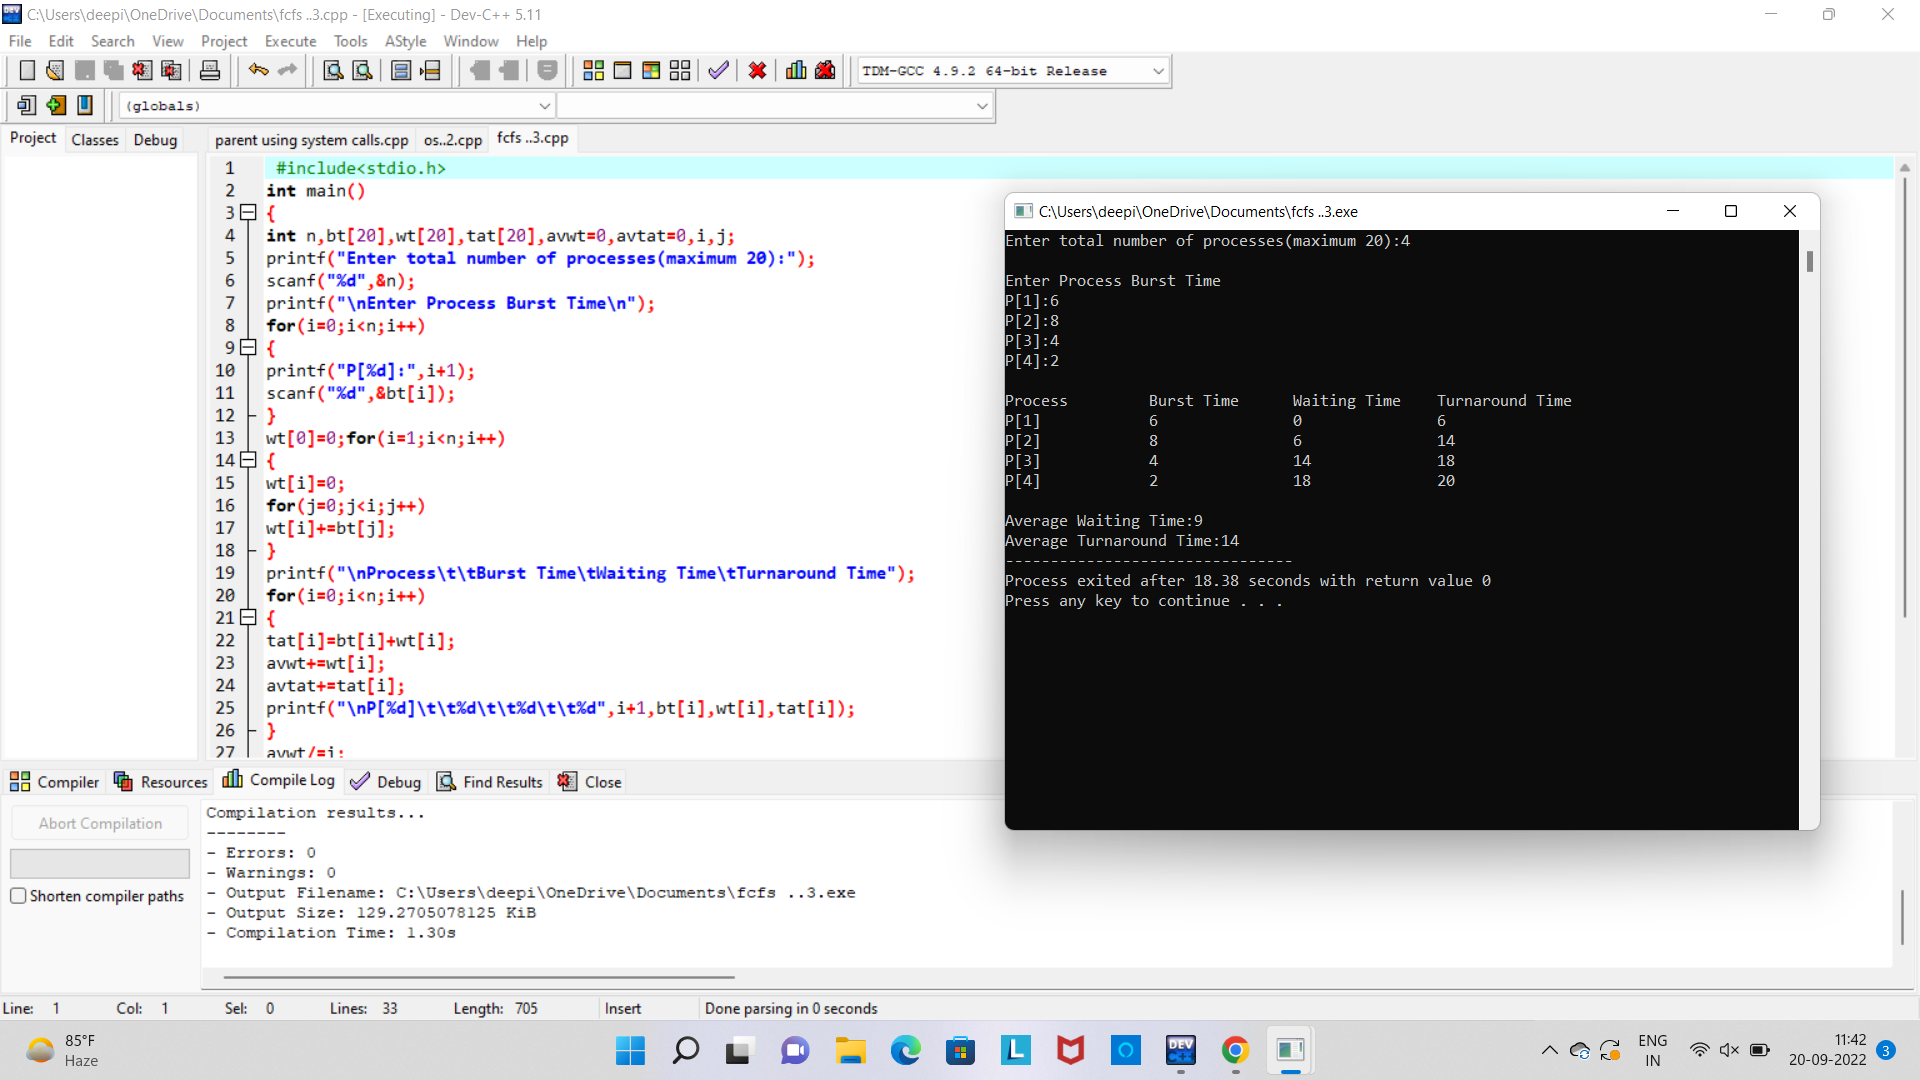 C:\Users\deepi\OneDrive\Documents\fcfs ..3.cpp - [Executing] - Dev-C++ 5.11
File Edit Search View Project Execute Tools AStyle Window Help
TDM-GCC 4.9.2 64-bit Release
(globals)
Project Classes Debug
parent using system calls.cpp os..2.cpp fcfs ..3.cpp
1 #include<stdio.h>
2 int main()
3 {
4 int n,bt[20],wt[20],tat[20],avwt=0,avtat=0,i,j;
5 printf("Enter total number of processes(maximum 20):");
6 scanf("%d",&n);
7 printf("\nEnter Process Burst Time\n");
8 for(i=0;i<n;i++)
9 {
10 printf("P[%d]:",i+1);
11 scanf("%d",&bt[i]);
12 }
13 wt[0]=0;for(i=1;i<n;i++)
14 {
15 wt[i]=0;
16 for(j=0;j<i;j++)
17 wt[i]+=bt[j];
18 }
19 printf("\nProcess\t\tBurst Time\tWaiting Time\tTurnaround Time");
20 for(i=0;i<n;i++)
21 {
22 tat[i]=bt[i]+wt[i];
23 avwt+=wt[i];
24 avtat+=tat[i];
25 printf("\nP[%d]\t\t%d\t\t%d\t\t%d",i+1,bt[i],wt[i],tat[i]);
26 }
27 avwt/=i;
C:\Users\deepi\OneDrive\Documents\fcfs ..3.exe
Enter total number of processes(maximum 20):4
Enter Process Burst Time
P[1]:6
P[2]:8
P[3]:4
P[4]:2
Process Burst Time Waiting Time Turnaround Time
P[1] 6 0 6
P[2] 8 6 14
P[3] 4 14 18
P[4] 2 18 20
Average Waiting Time:9
Average Turnaround Time:14
--------------------------------
Process exited after 18.38 seconds with return value 0
Press any key to continue . . .
Compiler Resources Compile Log Debug Find Results Close
Abort Compilation
Shorten compiler paths
Compilation results...
--------
- Errors: 0
- Warnings: 0
- Output Filename: C:\Users\deepi\OneDrive\Documents\fcfs ..3.exe
- Output Size: 129.2705078125 KiB
- Compilation Time: 1.30s
Line: 1 Col: 1 Sel: 0 Lines: 33 Length: 705 Insert Done parsing in 0 seconds
85°F
Haze
L
DEV
C++
ENG
IN
11:42
20-09-2022
3